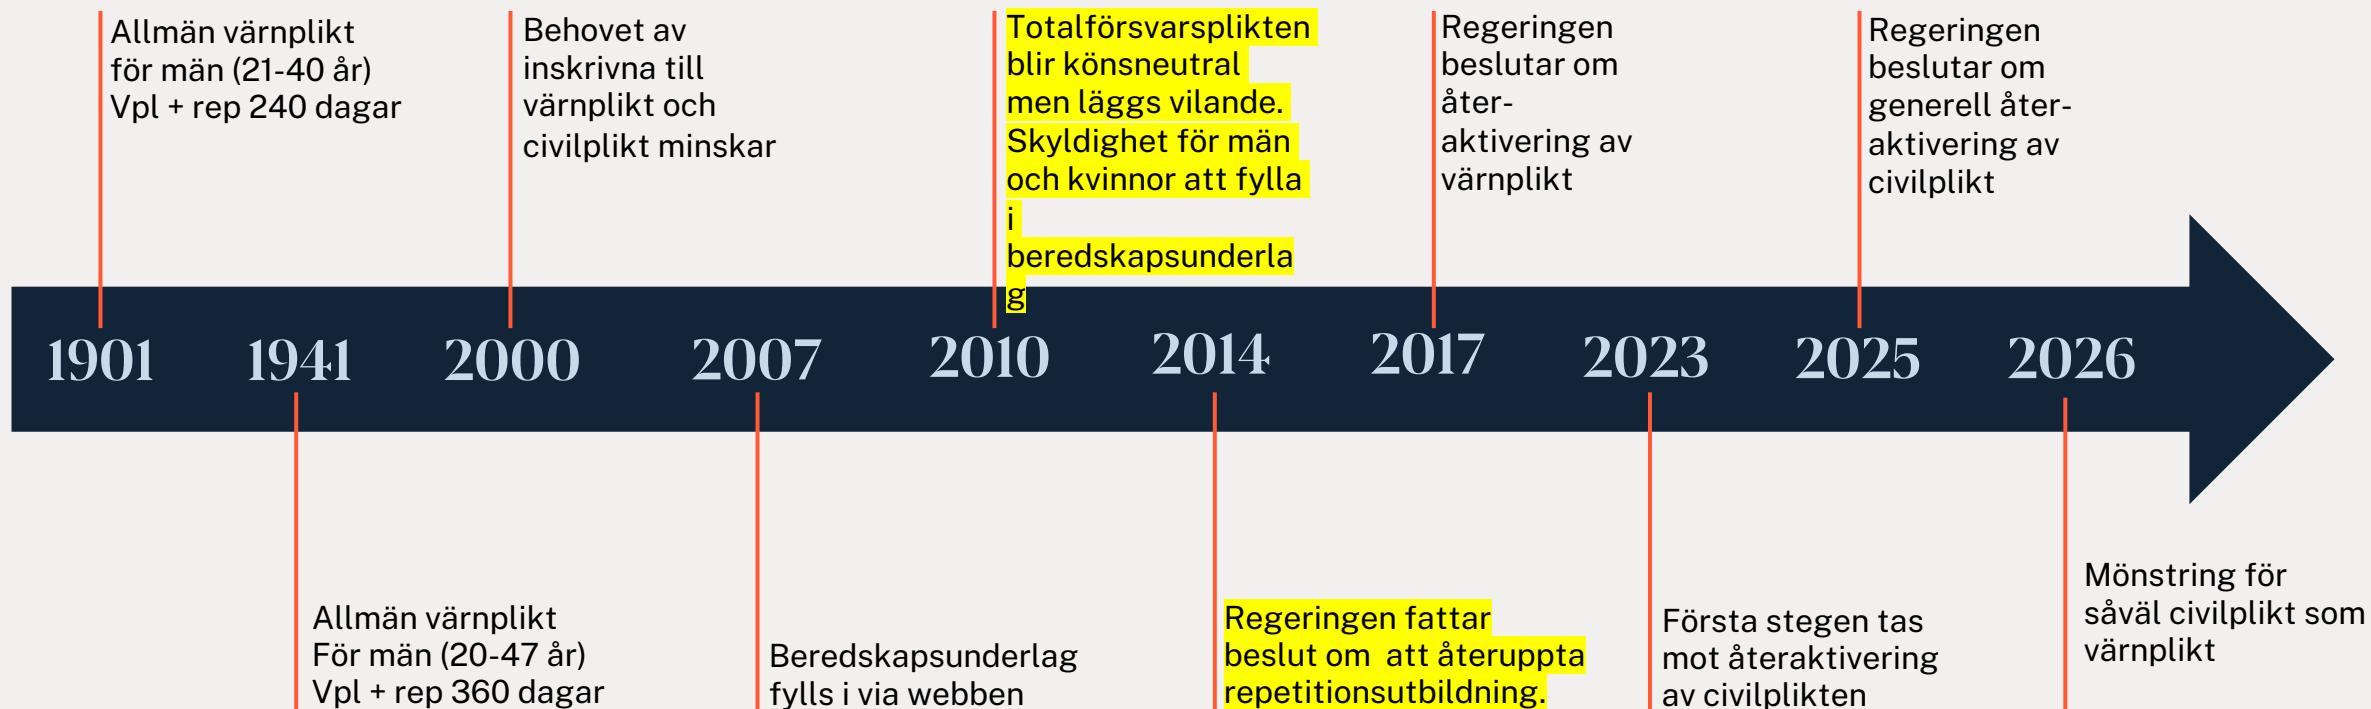 Allmän värnplikt
för män (21-40 år)
Vpl + rep 240 dagar
Behovet av
inskrivna till
värnplikt och
civilplikt minskar
Totalförsvarsplikten
blir könsneutral
men läggs vilande.
Skyldighet för män
och kvinnor att fylla
i
beredskapsunderla
g
Regeringen
beslutar om
åter-
aktivering av
värnplikt
Regeringen
beslutar om
generell åter-
aktivering av
civilplikt
1901 1941 2000 2007 2010 2014 2017 2023 2025 2026
Allmän värnplikt
För män (20-47 år)
Vpl + rep 360 dagar
Beredskapsunderlag
fylls i via webben
Regeringen fattar
beslut om  att återuppta
repetitionsutbildning.
Första stegen tas
mot återaktivering
av civilplikten
Mönstring för
såväl civilplikt som
värnplikt